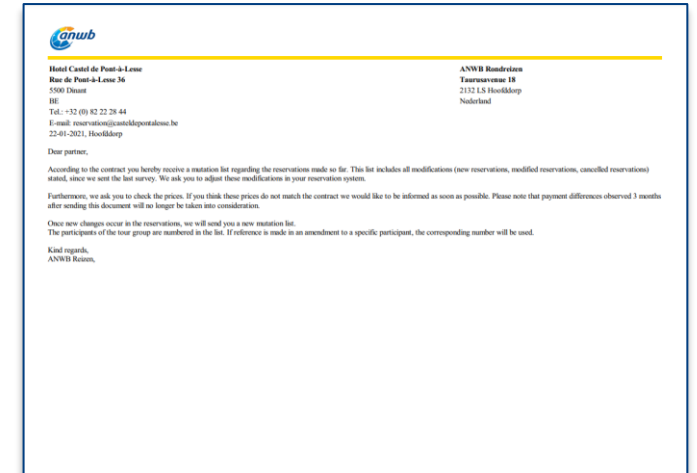 anwb
Hotel Castel de Pont-à-Lesse
Rue de Pont-à-Lesse 36
5500 Dinant
BE
Tel.: +32 (0) 82 22 28 44
E-mail: reservation@casteldepontalesse.be
22-01-2021, Hoofddorp
ANWB Rondreizen
Taurusavenue 18
2132 LS Hoofddorp
Nederland
Dear partner,
According to the contract you hereby receive a mutation list regarding the reservations made so far. This list includes all modifications (new reservations, modified reservations, cancelled reservations)
stated, since we sent the last survey. We ask you to adjust these modifications in your reservation system.
Furthermore, we ask you to check the prices. If you think these prices do not match the contract we would like to be informed as soon as possible. Please note that payment differences observed 3 months
after sending this document will no longer be taken into consideration.
Once new changes occur in the reservations, we will send you a new mutation list.
The participants of the tour group are numbered in the list. If reference is made in an amendment to a specific participant, the corresponding number will be used.
Kind regards,
ANWB Reizen,